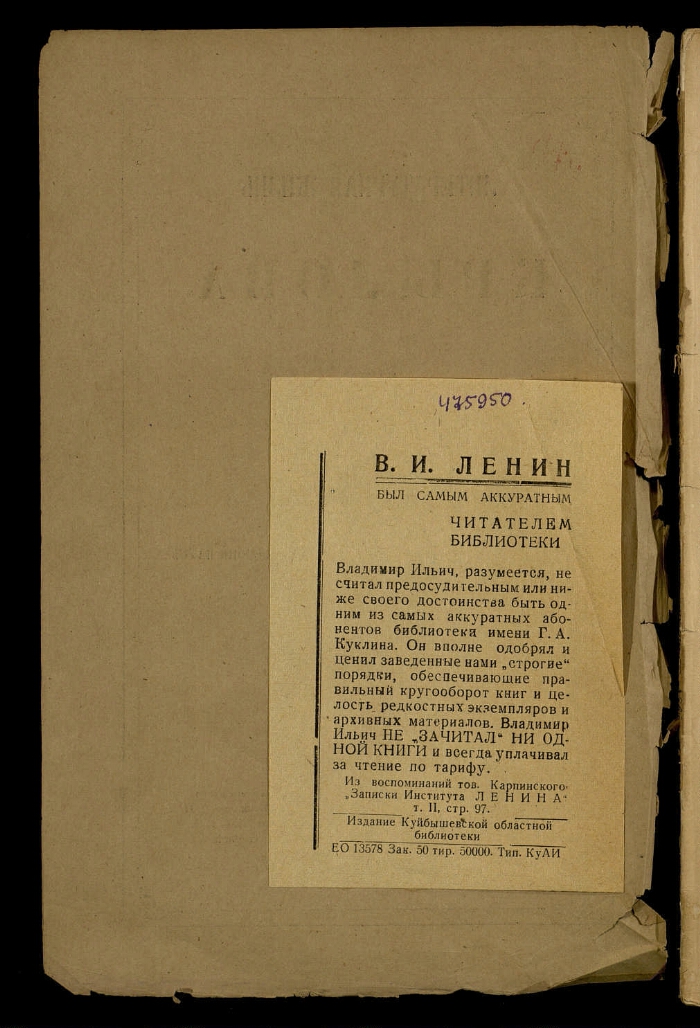 475950.
В. И. ЛЕНИН
БЫЛ САМЫМ АККУРАТНЫМ
ЧИТАТЕЛЕМ
БИБЛИОТЕКИ
Владимир Ильич, разумеется, не
считал предосудительным или ни-
же своего достоинства быть од-
ним из самых аккуратных або-
нентов библиотеки имени Г. А.
Куклина. Он вполне одобрял и
ценил заведенные нами „строгие“
порядки, обеспечивающие пра-
вильный кругооборот книг и це-
лость редкостных экземпляров и
архивных материалов. Владимир
Ильич НЕ „ЗАЧИТАЛ“ НИ ОД-
НОЙ КНИГИ и всегда уплачивал
за чтение по тарифу.
Из воспоминаний тов. Карпинского
„Записки Института ЛЕНИНА“
т. II, стр. 97.
Издание Куйбышевской областной
библиотеки
ЕО 13578 Зак. 50 тир. 50000. Тип. КуАИ